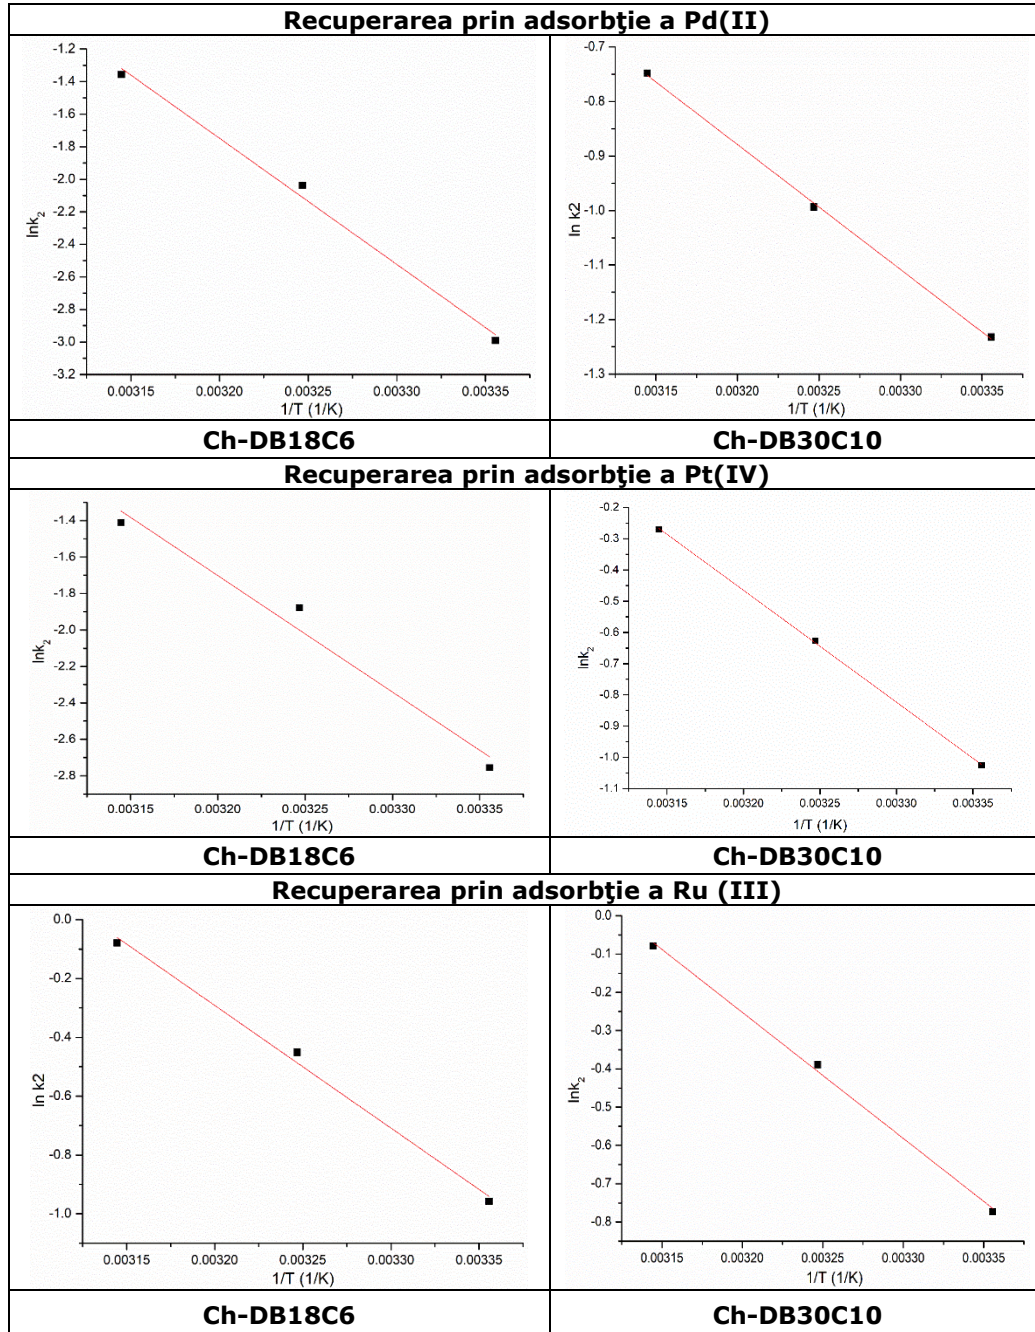 Recuperarea prin adsorbţie a Pd(II)
-1.2
-1.4
-1.6
-1.8
-2.0
-2.2
-2.4
-2.6
-2.8
-3.0
-3.2
lnk2
0.00315 0.00320 0.00325 0.00330 0.00335
1/T (1/K)
-0.7
-0.8
-0.9
-1.0
-1.1
-1.2
-1.3
ln k2
0.00315 0.00320 0.00325 0.00330 0.00335
1/T (1/K)
Ch-DB18C6 Ch-DB30C10
Recuperarea prin adsorbţie a Pt(IV)
-1.4
-1.6
-1.8
-2.0
-2.2
-2.4
-2.6
-2.8
lnk2
0.00315 0.00320 0.00325 0.00330 0.00335
1/T (1/K)
-0.2
-0.3
-0.4
-0.5
-0.6
-0.7
-0.8
-0.9
-1.0
-1.1
lnk2
0.00315 0.00320 0.00325 0.00330 0.00335
1/T (1/K)
Ch-DB18C6 Ch-DB30C10
Recuperarea prin adsorbţie a Ru (III)
0.0
-0.2
-0.4
-0.6
-0.8
-1.0
ln k2
0.00315 0.00320 0.00325 0.00330 0.00335
1/T (1/K)
0.0
-0.1
-0.2
-0.3
-0.4
-0.5
-0.6
-0.7
-0.8
lnk2
0.00315 0.00320 0.00325 0.00330 0.00335
1/T (1/K)
Ch-DB18C6 Ch-DB30C10